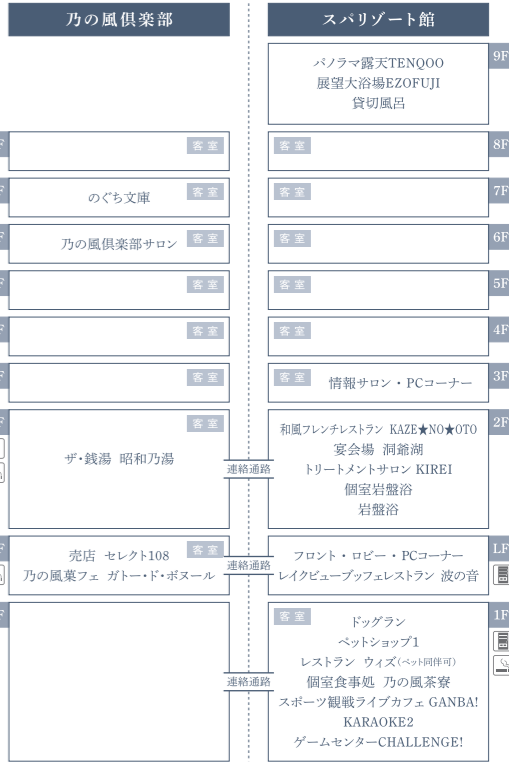 乃の風倶楽部
スパリゾート館
9F
パノラマ露天TENQOO
展望大浴場EZOFUJI
貸切風呂
F
客室
客室
8F
F
のぐち文庫
客室
客室
7F
F
乃の風倶楽部サロン
客室
客室
6F
F
客室
客室
5F
F
客室
客室
4F
F
客室
客室
情報サロン・PCコーナー
3F
F
客室
ザ・銭湯 昭和乃湯
連絡通路
和風フレンチレストラン KAZE★NO★OTO
宴会場 洞爺湖
トリートメントサロン KIREI
個室岩盤浴
岩盤浴
2F
F
客室
売店 セレクト108
乃の風菓フェ ガトー・ド・ボヌール
連絡通路
フロント・ロビー・PCコーナー
レイクビューブッフェレストラン 波の音
LF
F
連絡通路
客室
ドッグラン
ペットショップ1
レストラン ウィズ(ペット同伴可)
個室食事処 乃の風茶寮
スポーツ観戦ライブカフェ GANBA!
KARAOKE2
ゲームセンターCHALLENGE!
1F